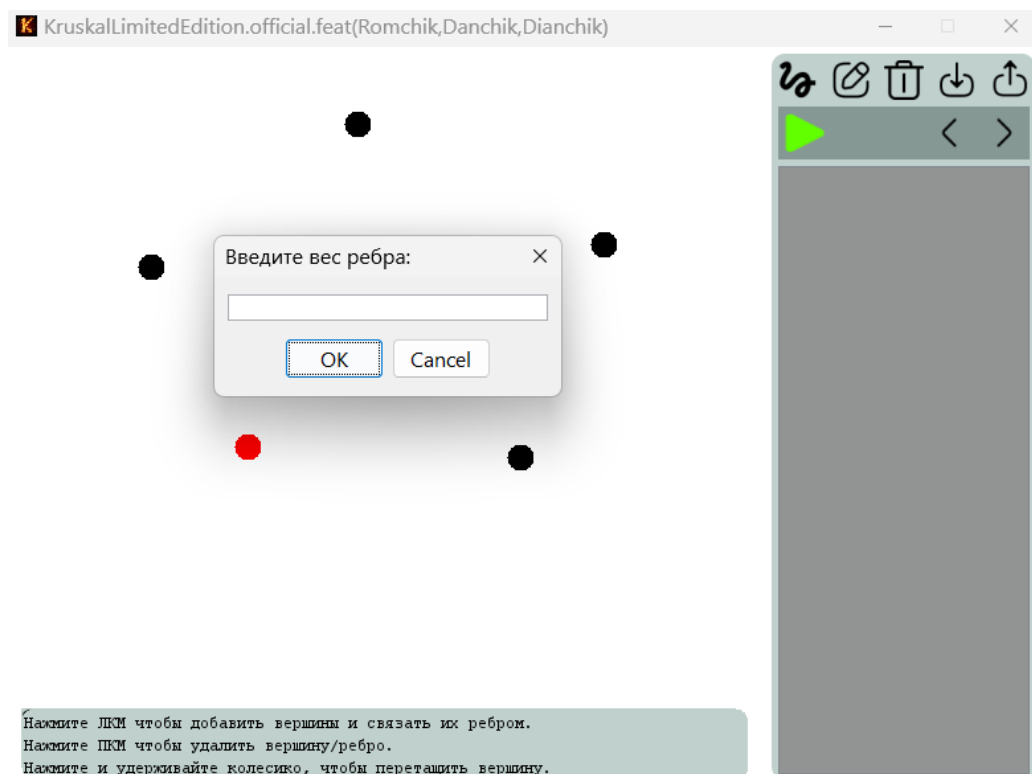 KruskalLimitedEdition.official.feat(Romchik,Danchik,Dianchik)
Введите вес ребра:
OK
Cancel
Нажмите ЛКМ чтобы добавить вершины и связать их ребром.
Нажмите ПКМ чтобы удалить вершину/ребро.
Нажмите и удерживайте колесико, чтобы перетащить вершину.